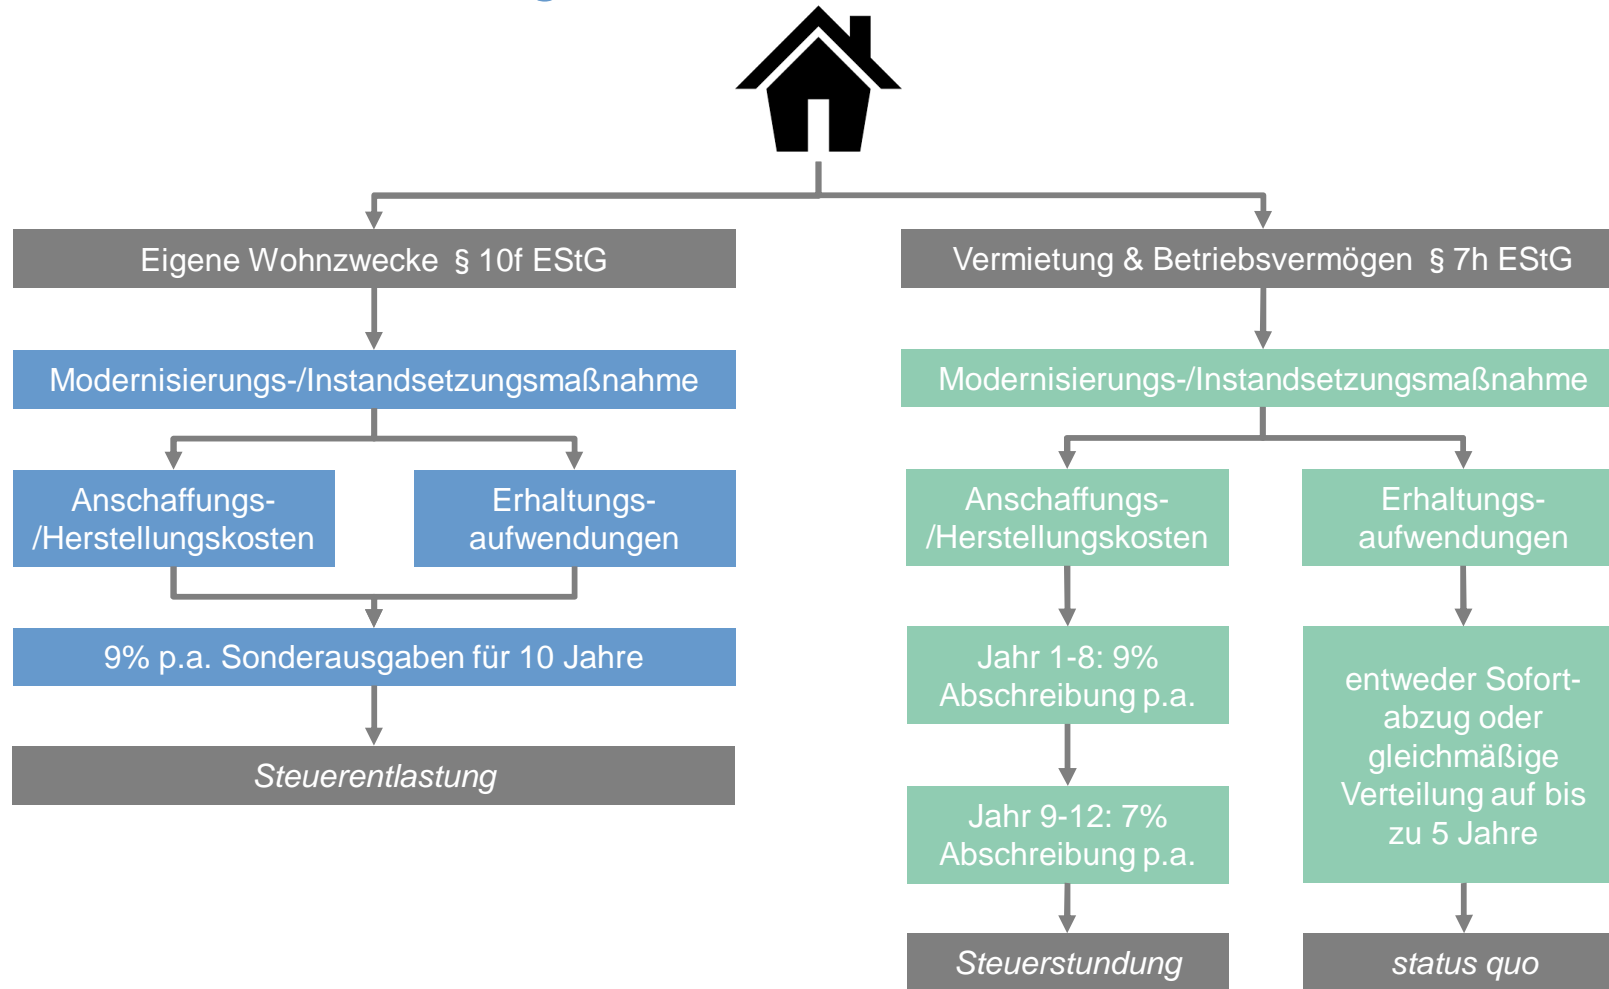 Eigene Wohnzwecke § 10f EStG
Modernisierungs-/Instandsetzungsmaßnahme
Anschaffungs-
/Herstellungskosten
Erhaltungs-
aufwendungen
9% p.a. Sonderausgaben für 10 Jahre
Steuerentlastung
Vermietung & Betriebsvermögen § 7h EStG
Modernisierungs-/Instandsetzungsmaßnahme
Anschaffungs-
/Herstellungskosten
Jahr 1-8: 9%
Abschreibung p.a.
Jahr 9-12: 7%
Abschreibung p.a.
Steuerstundung
Erhaltungs-
aufwendungen
entweder Sofort-
abzug oder
gleichmäßige
Verteilung auf bis
zu 5 Jahre
status quo